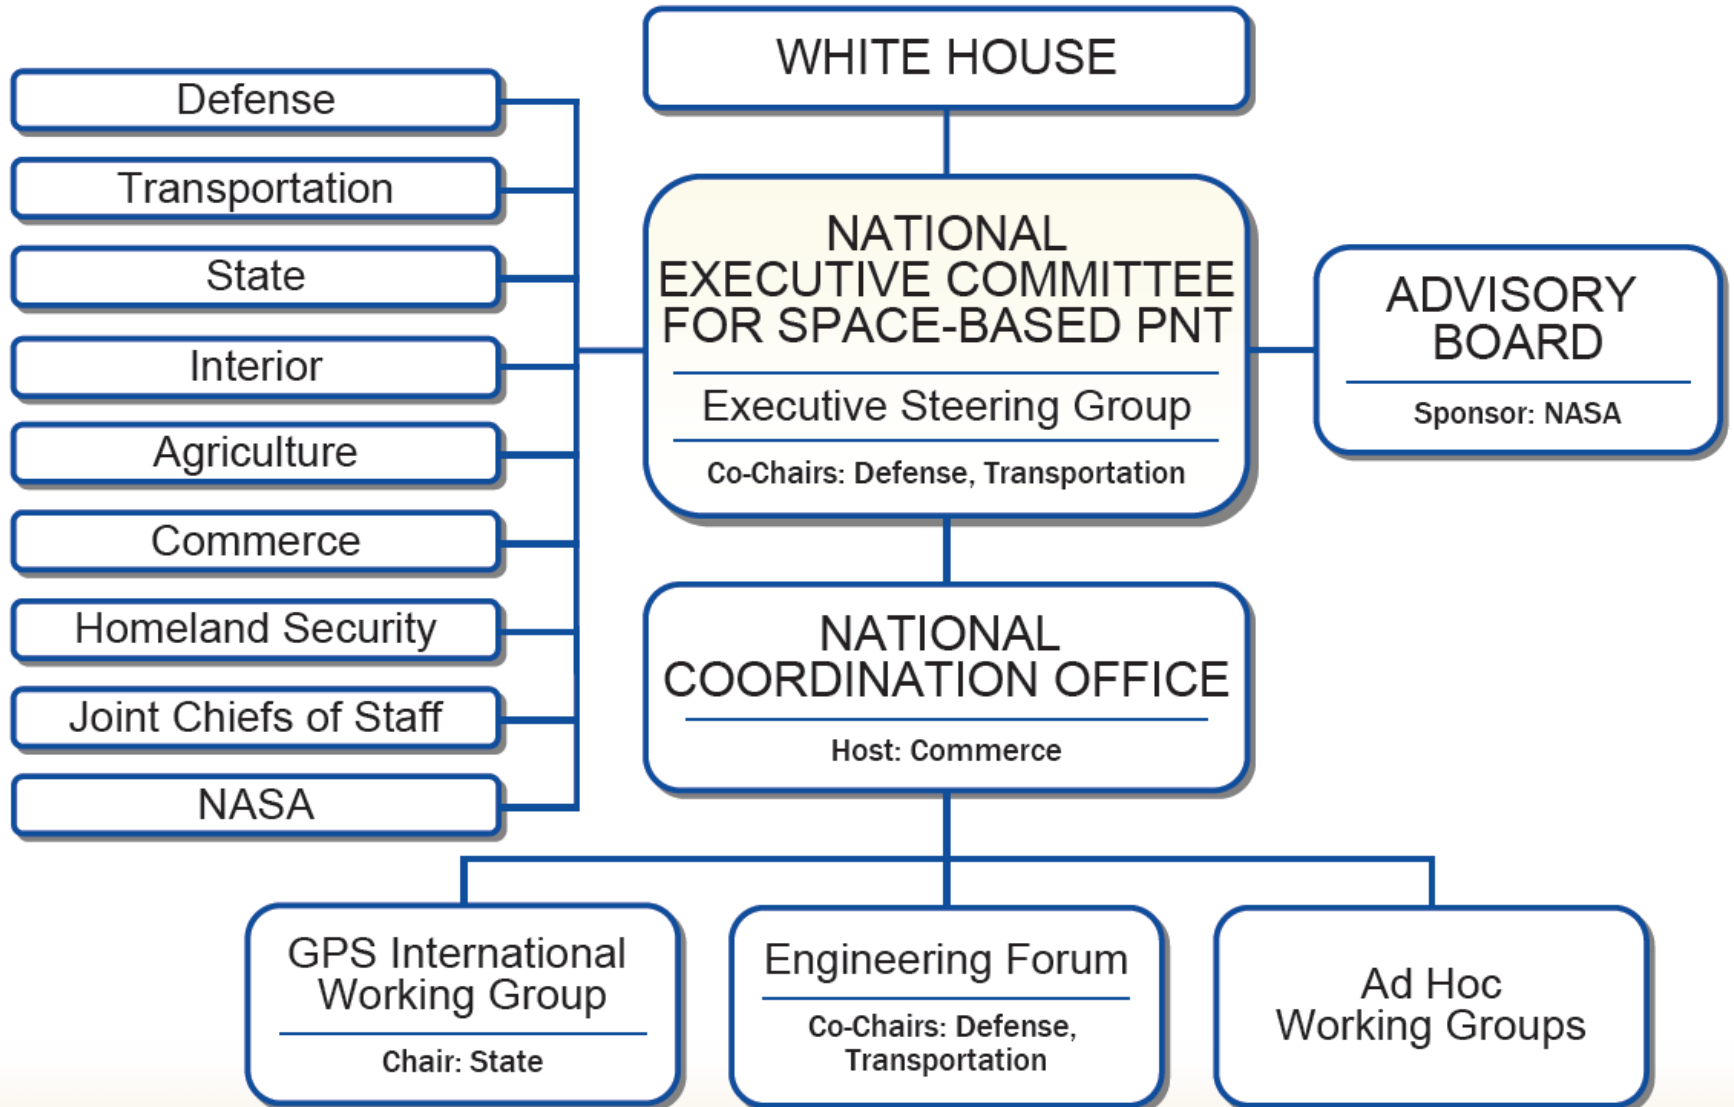 WHITE HOUSE
Defense
Transportation
State
Interior
Agriculture
Commerce
Homeland Security
Joint Chiefs of Staff
NASA
NATIONAL
EXECUTIVE COMMITTEE
FOR SPACE-BASED PNT
Executive Steering Group
Co-Chairs: Defense, Transportation
ADVISORY
BOARD
Sponsor: NASA
NATIONAL
COORDINATION OFFICE
Host: Commerce
GPS International
Working Group
Chair: State
Engineering Forum
Co-Chairs: Defense,
Transportation
Ad Hoc
Working Groups